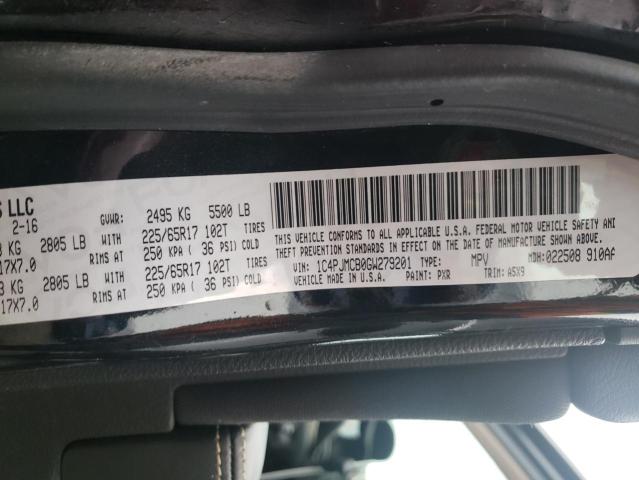 S LLC
2-16 GVWR: 2495 KG 5500 LB
KG 2805 LB WITH 225/65R17 102T TIRES
17X7.0 RIMS AT 250 KPA ( 36 PSI) COLD
KG 2805 LB WITH 225/65R17 102T TIRES
17X7.0 RIMS AT 250 KPA ( 36 PSI) COLD
THIS VEHICLE CONFORMS TO ALL APPLICABLE U.S.A. FEDERAL MOTOR VEHICLE SAFETY AN
THEFT PREVENTION STANDARDS IN EFFECT ON THE DATE OF MANUFACTURE SHOWN ABOVE.
VIN: 1C4PJMCB0GW279201 TYPE: MPV MDH: 022508 910AF
VEHICLE MADE IN U.S.A. PAINT: PXR TRIM: A5X9